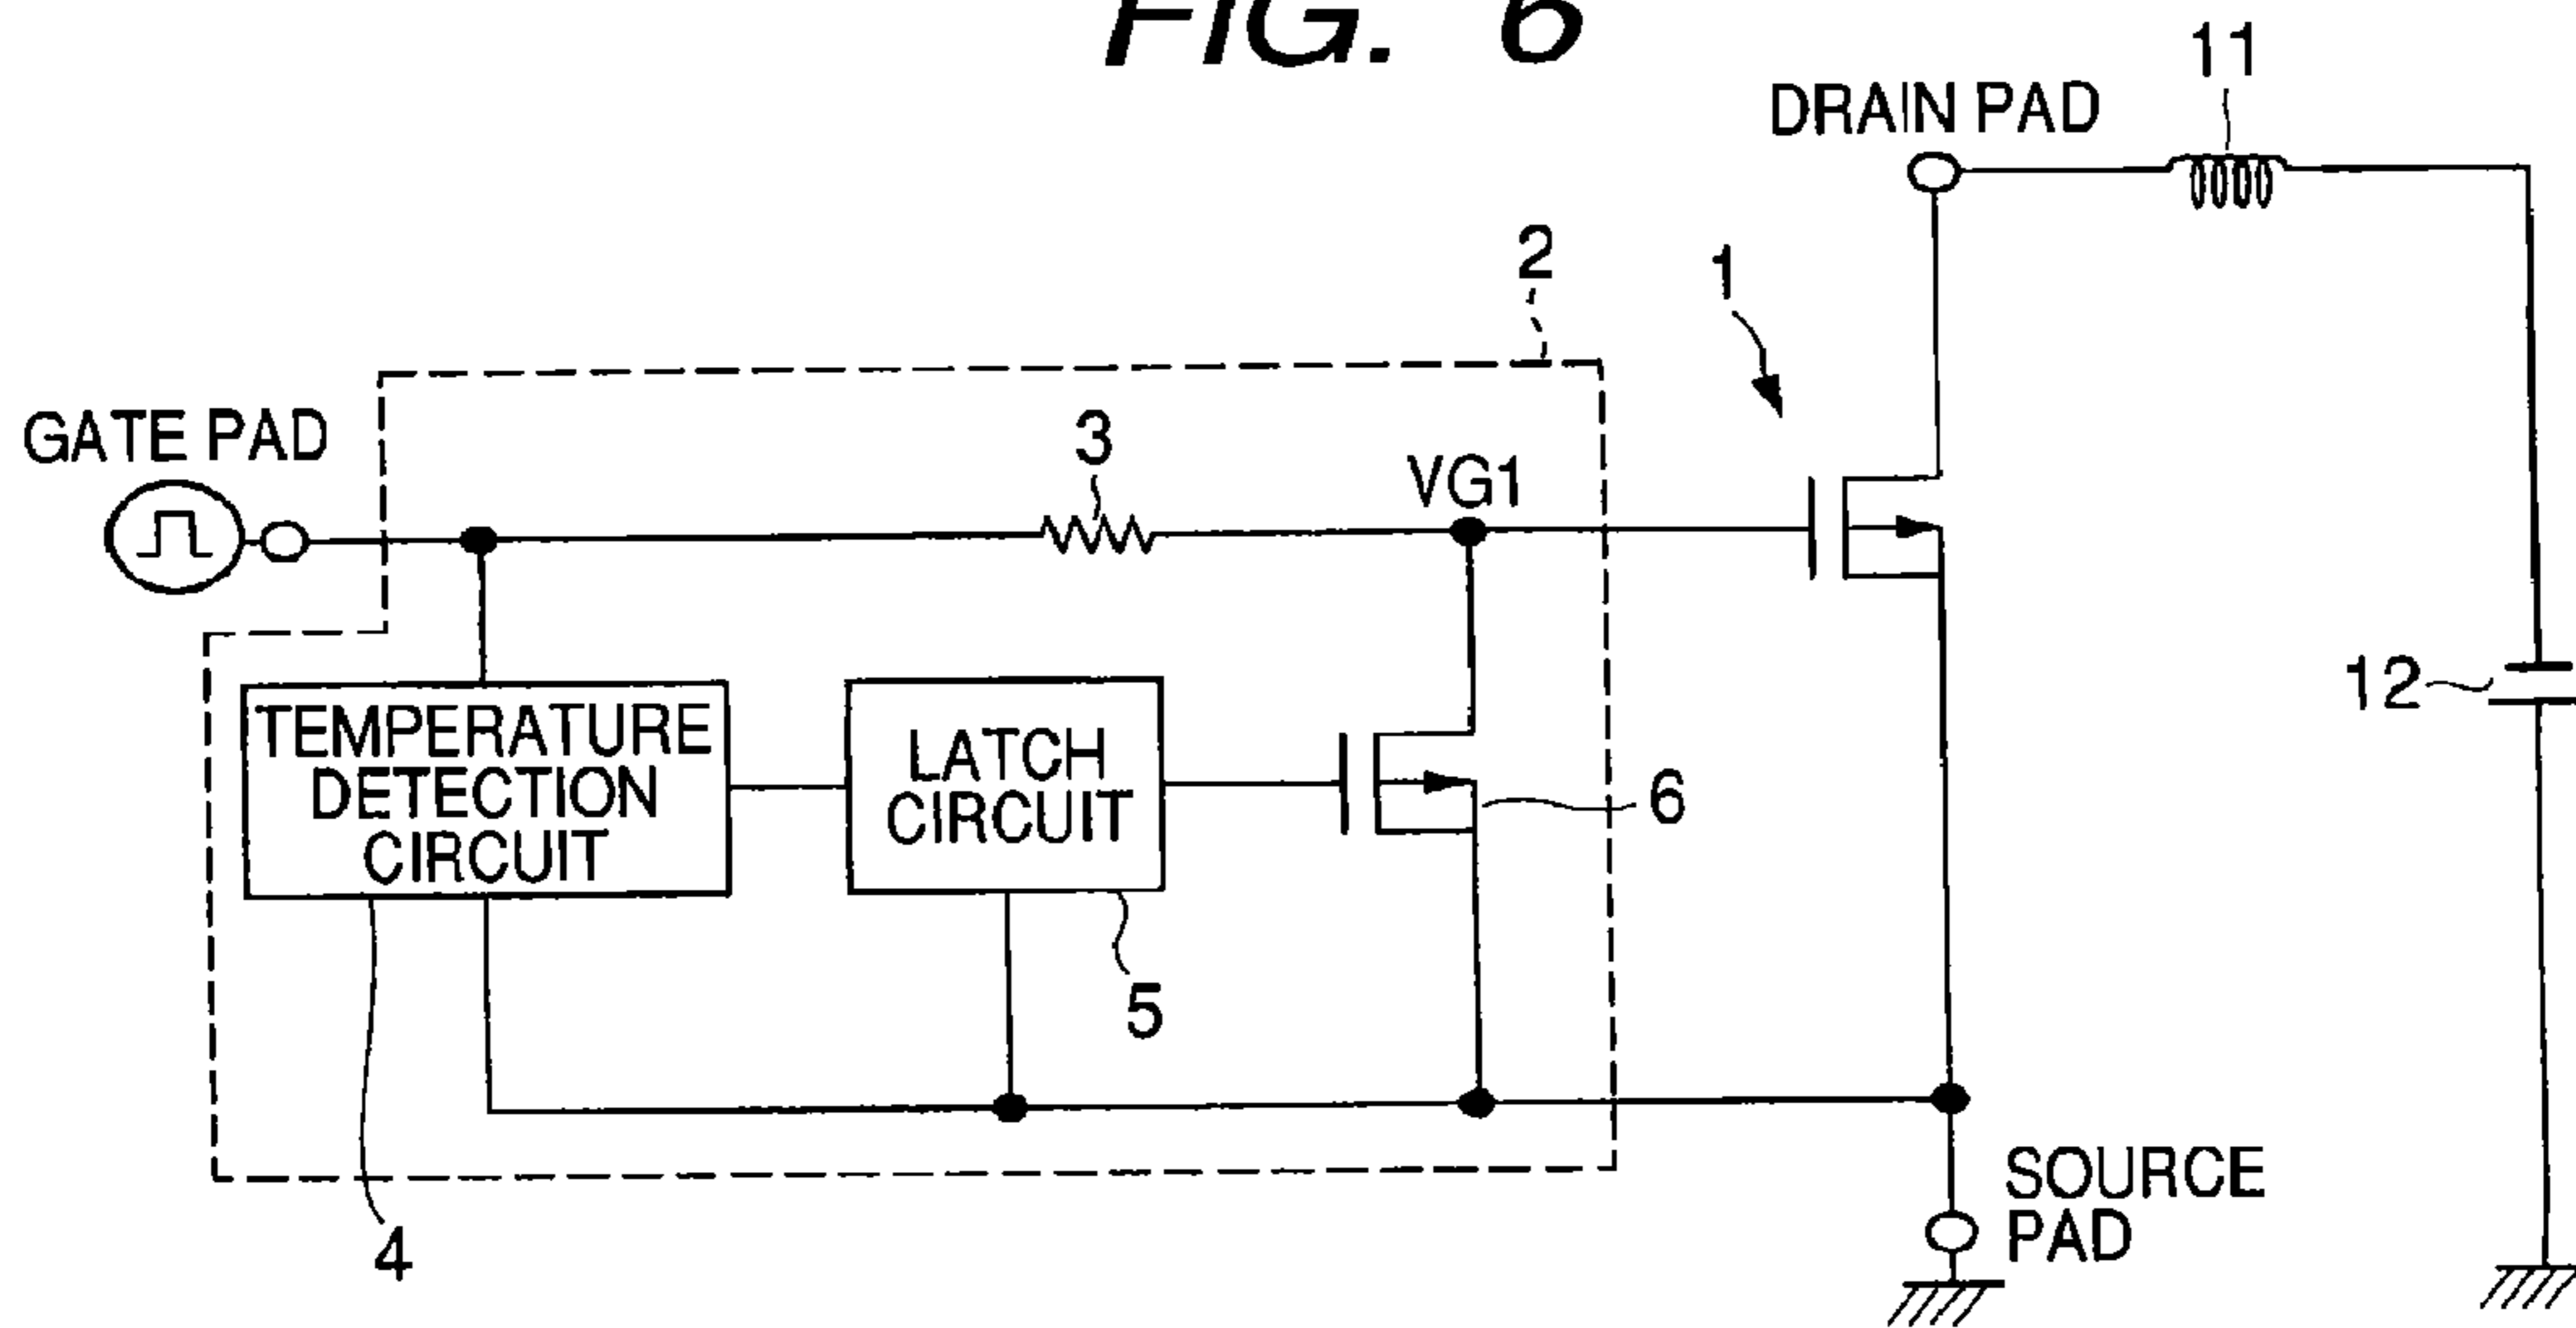 FIG. 6
11
DRAIN PAD
2
1
GATE PAD
3
VG1
12
TEMPERATURE
DETECTION
CIRCUIT
LATCH
CIRCUIT
6
5
SOURCE
PAD
4